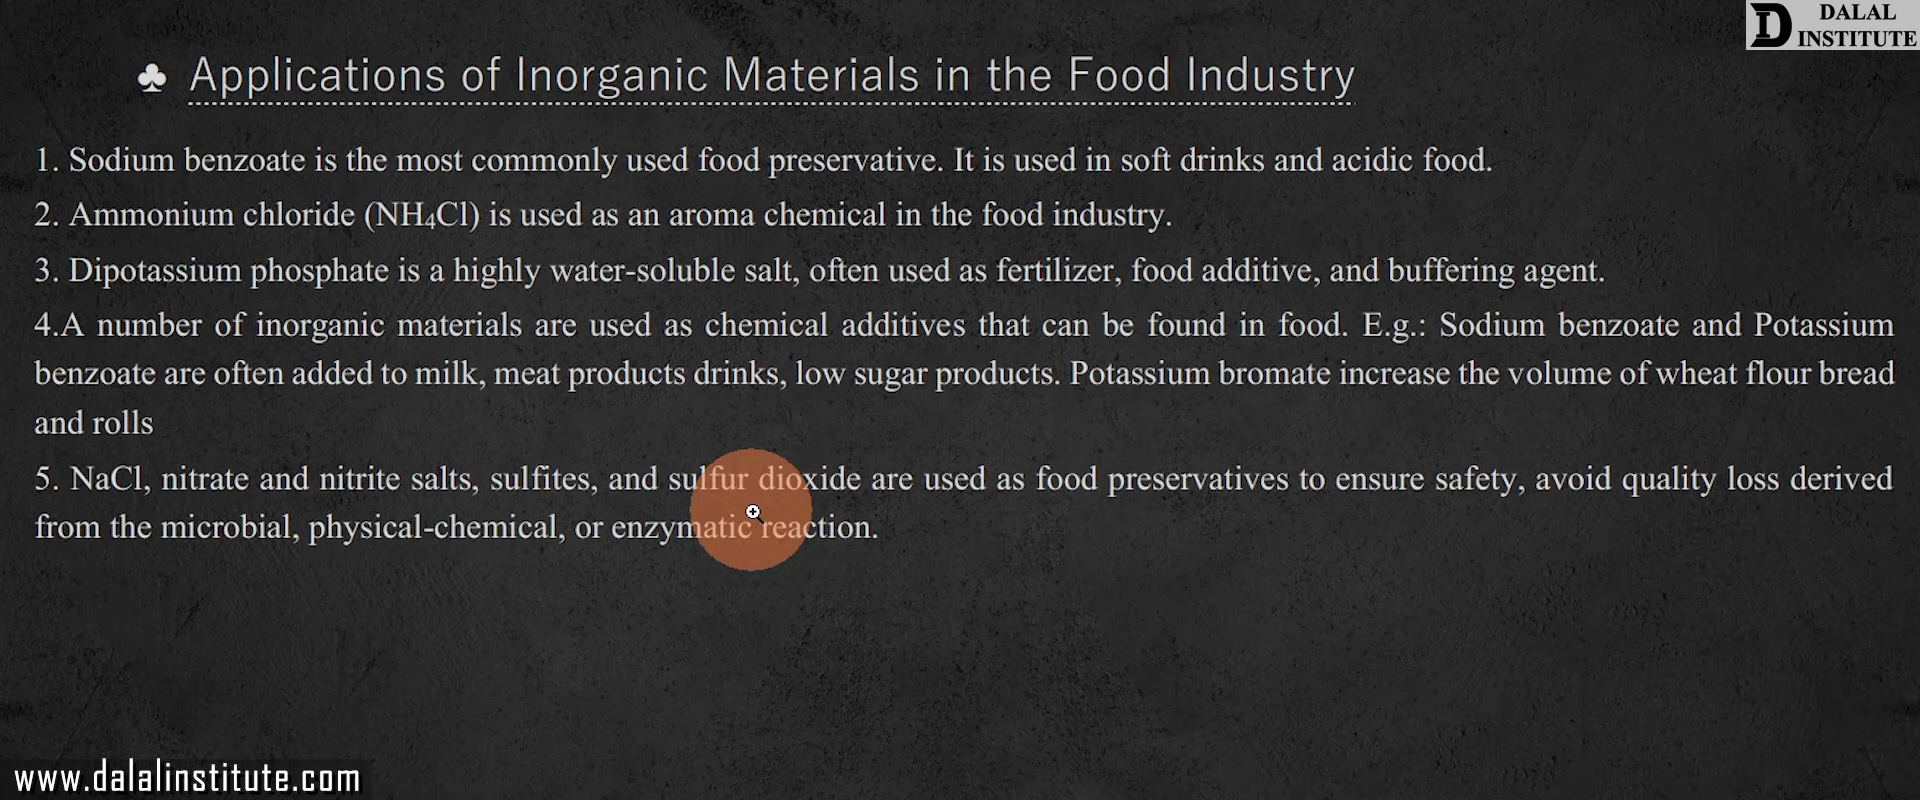 DALAL
INSTITUTE
♣ Applications of Inorganic Materials in the Food Industry
1. Sodium benzoate is the most commonly used food preservative. It is used in soft drinks and acidic food.
2. Ammonium chloride (NH₄Cl) is used as an aroma chemical in the food industry.
3. Dipotassium phosphate is a highly water-soluble salt, often used as fertilizer, food additive, and buffering agent.
4.A number of inorganic materials are used as chemical additives that can be found in food. E.g.: Sodium benzoate and Potassium
benzoate are often added to milk, meat products drinks, low sugar products. Potassium bromate increase the volume of wheat flour bread
and rolls
5. NaCl, nitrate and nitrite salts, sulfites, and sulfur dioxide are used as food preservatives to ensure safety, avoid quality loss derived
from the microbial, physical-chemical, or enzymatic reaction.
www.dalalinstitute.com